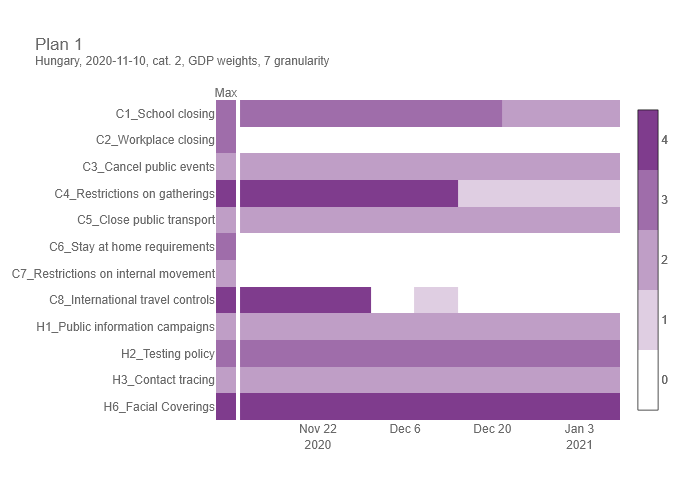 Plan 1
Hungary, 2020-11-10, cat. 2, GDP weights, 7 granularity
Max
C1_School closing
C2_Workplace closing
C3_Cancel public events
C4_Restrictions on gatherings
C5_Close public transport
C6_Stay at home requirements
C7_Restrictions on internal movement
C8_International travel controls
H1_Public information campaigns
H2_Testing policy
H3_Contact tracing
H6_Facial Coverings
Nov 22 Dec 6 Dec 20 Jan 3
2020 2021
4
3
2
1
0